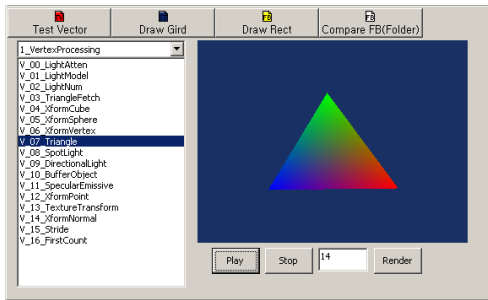 Test Vector
Draw Gird
Draw Rect
Compare FB(Folder)
1_VertexProcessing
V_00_LightAtten
V_01_LightModel
V_02_LightNum
V_03_TriangleFetch
V_04_XformCube
V_05_XformSphere
V_06_XformVertex
V_07_Triangle
V_08_SpotLight
V_09_DirectionalLight
V_10_BufferObject
V_11_SpecularEmissive
V_12_XformPoint
V_13_TextureTransform
V_14_XformNormal
V_15_Stride
V_16_FirstCount
Play
Stop
14
Render